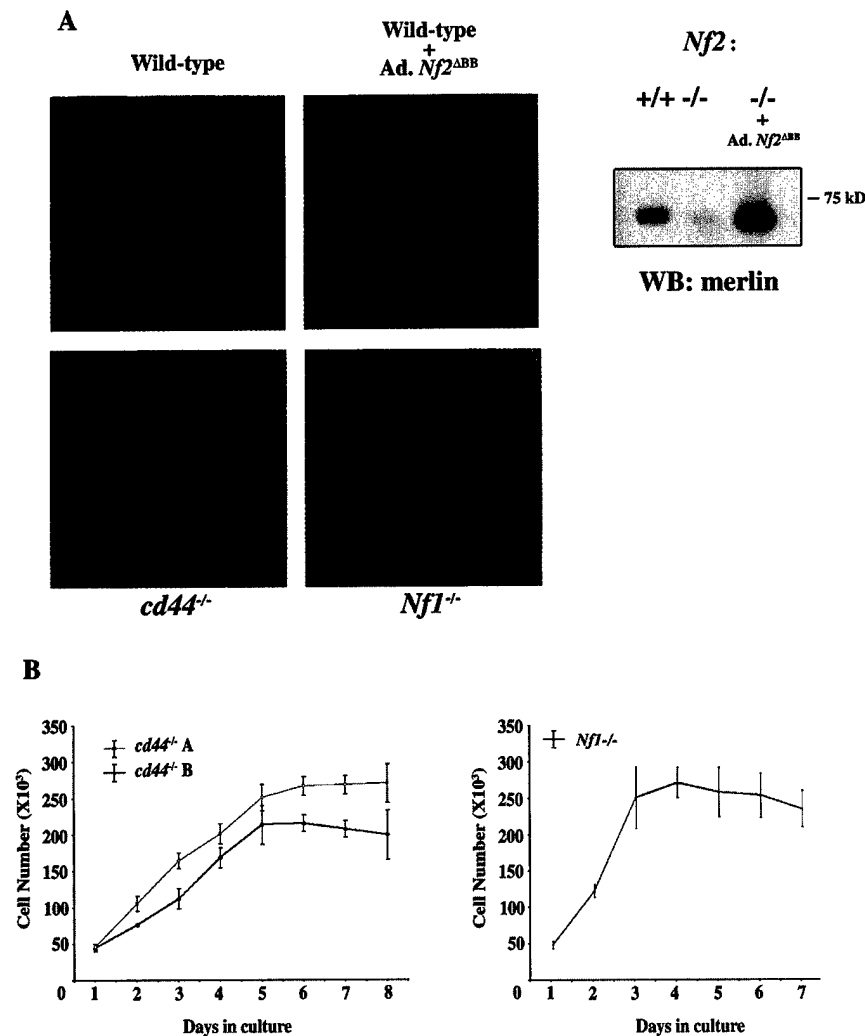 A
Wild-type
Wild-type
+
Ad. Nf2ΔBB
Nf2 :
+/+ -/- -/-
+
Ad. Nf2ΔBB
– 75 kD
WB: merlin
cd44-/-
Nf1-/-
B
Cell Number (X10³)
350
300
250
200
150
100
50
0
1 2 3 4 5 6 7 8
Days in culture
cd44-/- A
cd44-/- B
Cell Number (X10³)
350
300
250
200
150
100
50
0
1 2 3 4 5 6 7
Days in culture
Nf1-/-